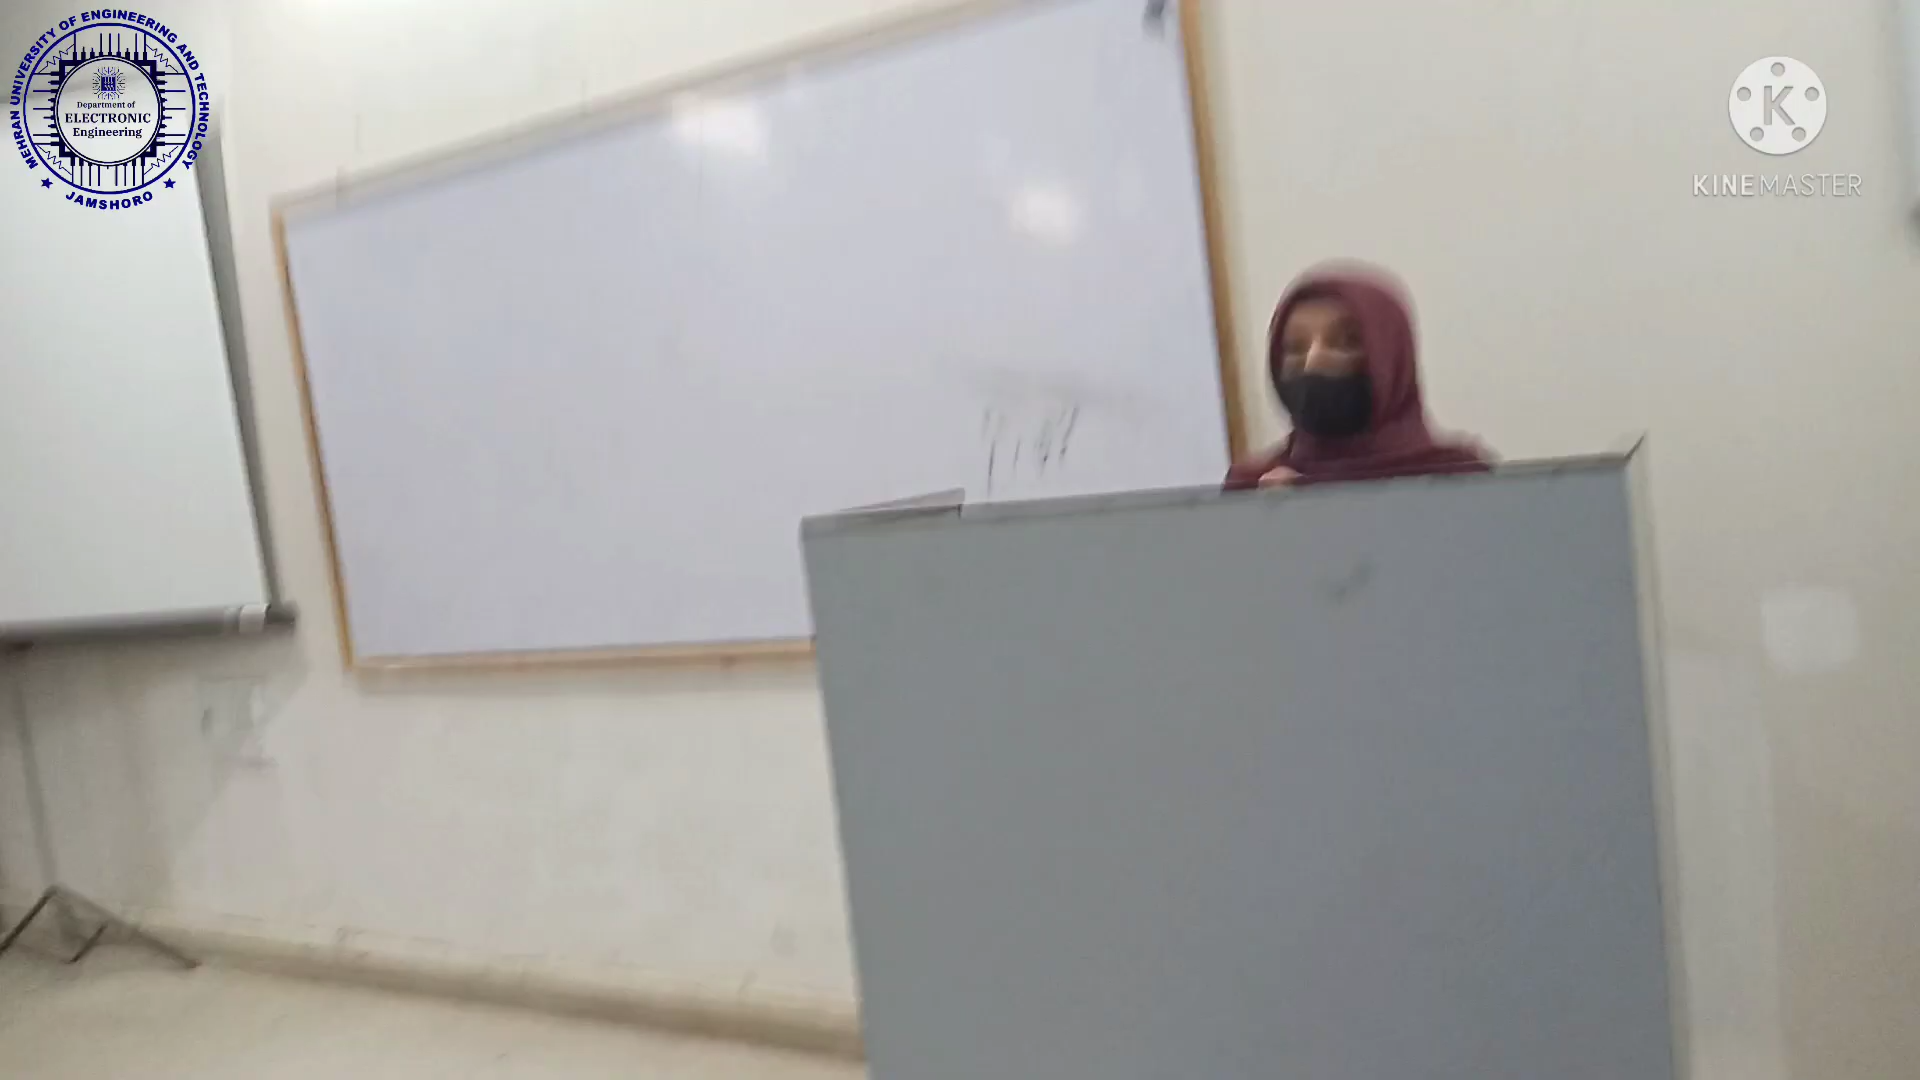 MEHRAN UNIVERSITY OF ENGINEERING AND TECHNOLOGY
Department of
ELECTRONIC
Engineering
★ JAMSHORO ★
K
KINEMASTER